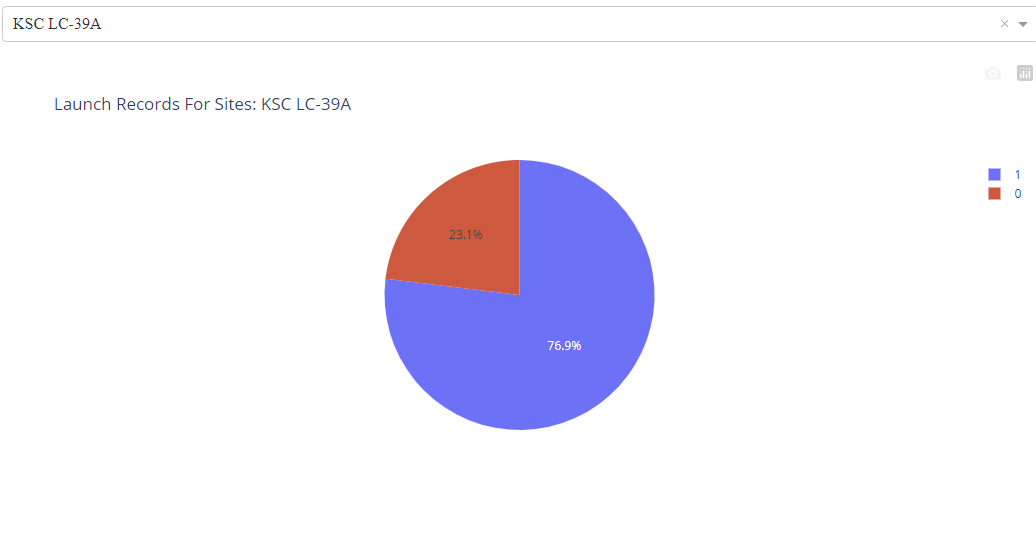 KSC LC-39A
Launch Records For Sites: KSC LC-39A
1
0
23.1%
76.9%